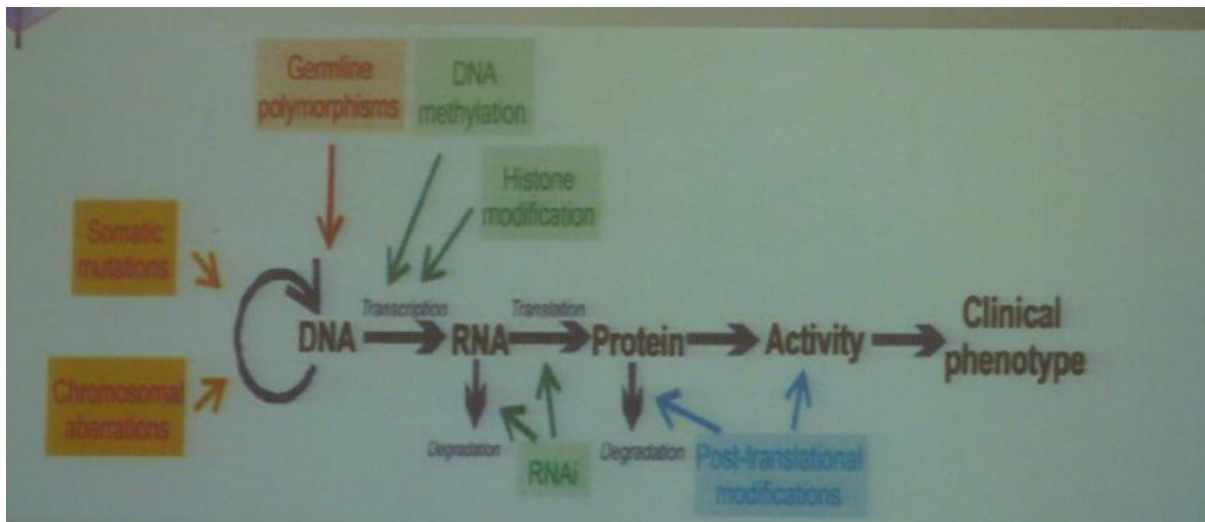 Germline
polymorphisms
DNA
methylation
Histone
modification
Somatic
mutations
Transcription
Translation
DNA
RNA
Protein
Activity
Clinical
phenotype
Chromosomal
aberrations
Degradation
RNAi
Degradation
Post-translational
modifications